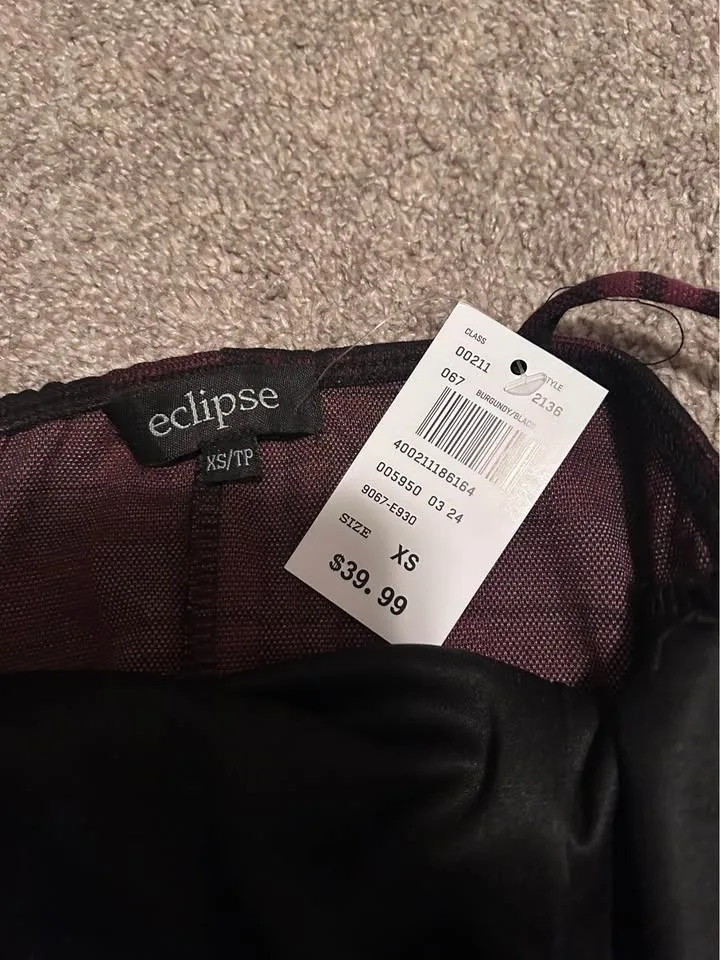 eclipse
XS/TP
CLASS
00211
067
2136
BURGUNDY/BLACK
400211186164
005950 03 24
9067-E930
SIZE XS
$39.99